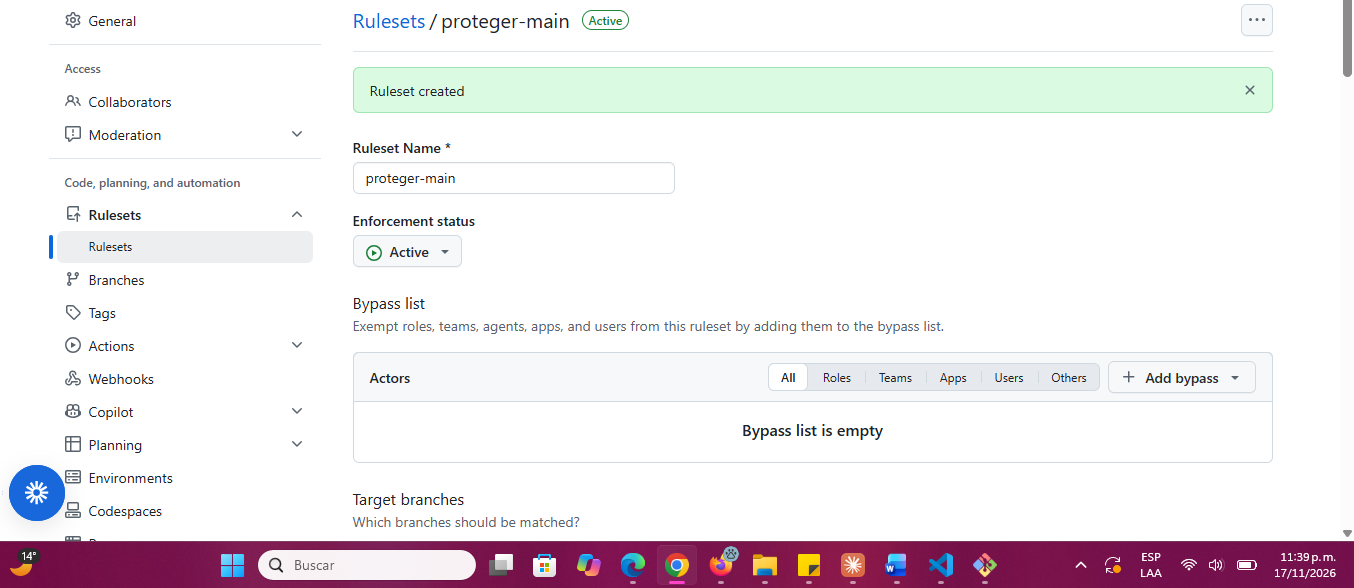 General
Access
Collaborators
Moderation
Code, planning, and automation
Rulesets
Rulesets
Branches
Tags
Actions
Webhooks
Copilot
Planning
Environments
Codespaces
Rulesets / proteger-main Active
Ruleset created
Ruleset Name *
proteger-main
Enforcement status
Active
Bypass list
Exempt roles, teams, agents, apps, and users from this ruleset by adding them to the bypass list.
Actors All Roles Teams Apps Users Others Add bypass
Bypass list is empty
Target branches
Which branches should be matched?
14°
Buscar
ESP
LAA
11:39 p.m.
17/11/2026